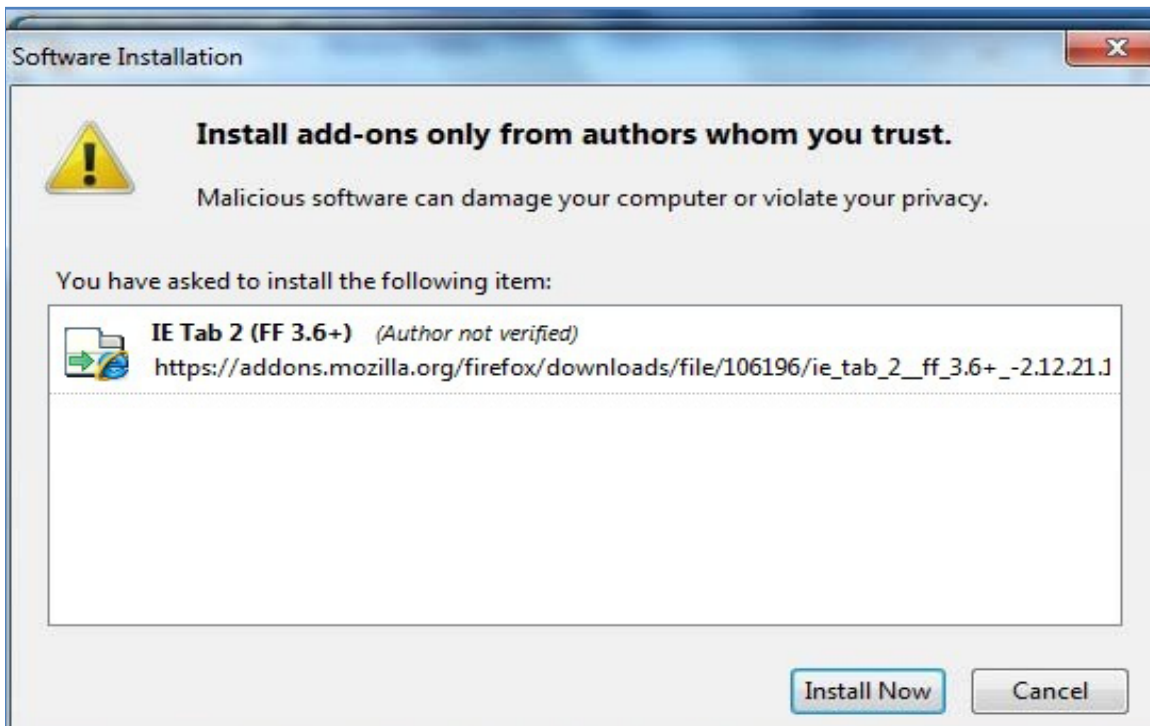 Software Installation
Install add-ons only from authors whom you trust.
Malicious software can damage your computer or violate your privacy.
You have asked to install the following item:
IE Tab 2 (FF 3.6+) (Author not verified)
https://addons.mozilla.org/firefox/downloads/file/106196/ie_tab_2__ff_3.6+_-2.12.21.1
Install Now Cancel